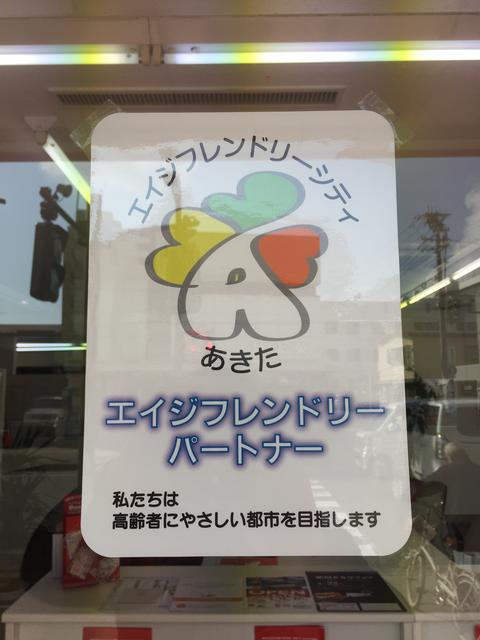 エイジフレンドリーシティ
あきた
エイジフレンドリー
パートナー
私たちは
高齢者にやさしい都市を目指します
OPEN